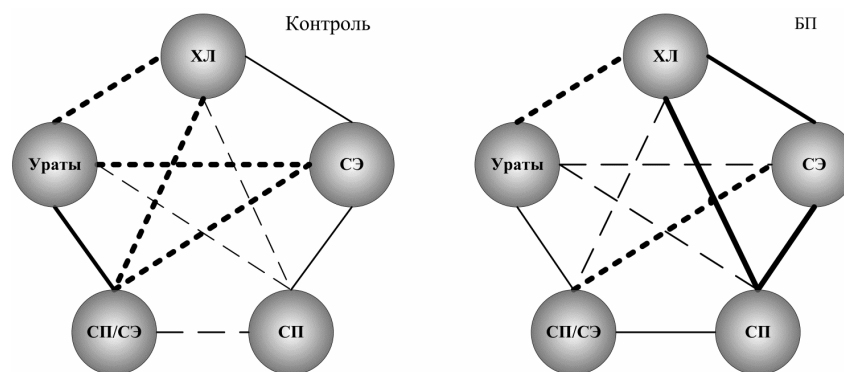 Контроль
ХЛ
Ураты
СЭ
СП/СЭ
СП
БП
ХЛ
Ураты
СЭ
СП/СЭ
СП